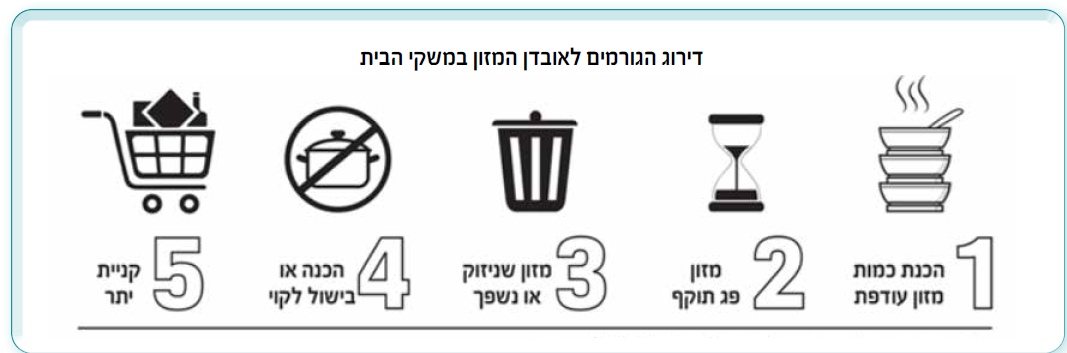 דירוג הגורמים לאובדן המזון במשקי הבית
1
הכנת כמות
מזון עודפת
2
מזון
פג תוקף
3
מזון שניזוק
או נשפך
4
הכנה או
בישול לקוי
5
קניית
יתר